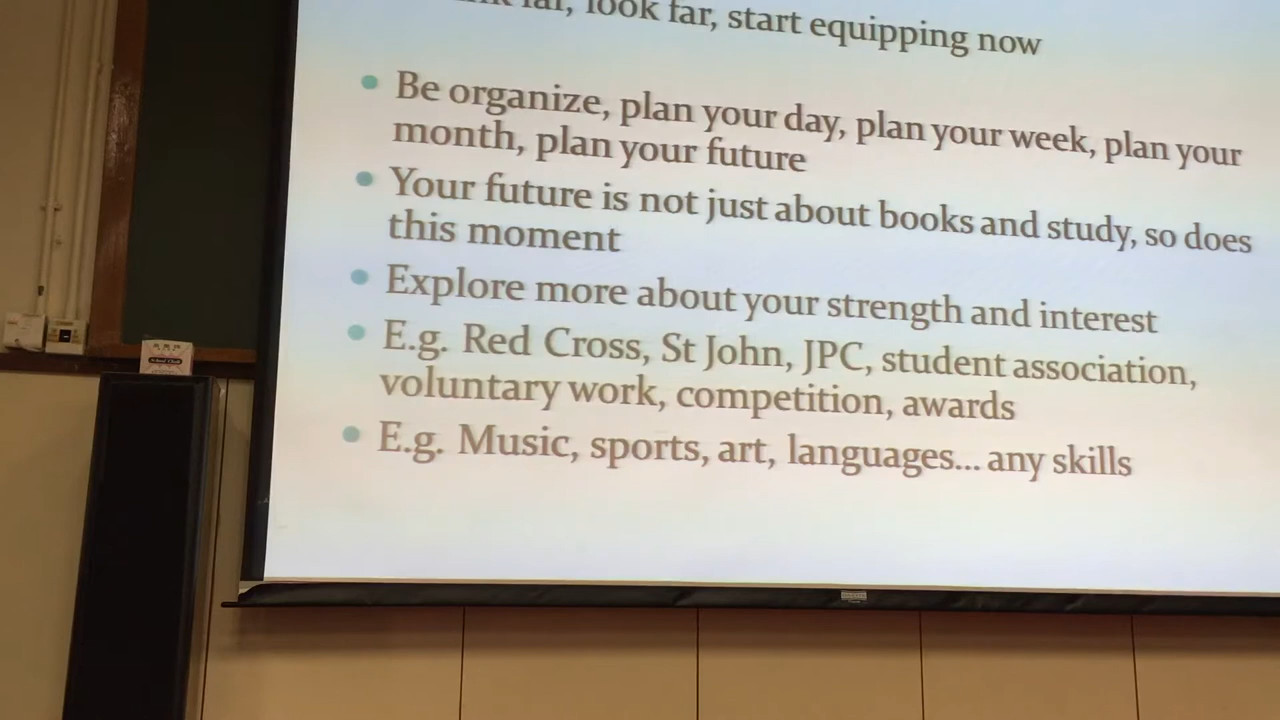 far, look far, start equipping now
Be organize, plan your day, plan your week, plan your
month, plan your future
Your future is not just about books and study, so does
this moment
Explore more about your strength and interest
E.g. Red Cross, St John, JPC, student association,
voluntary work, competition, awards
E.g. Music, sports, art, languages... any skills